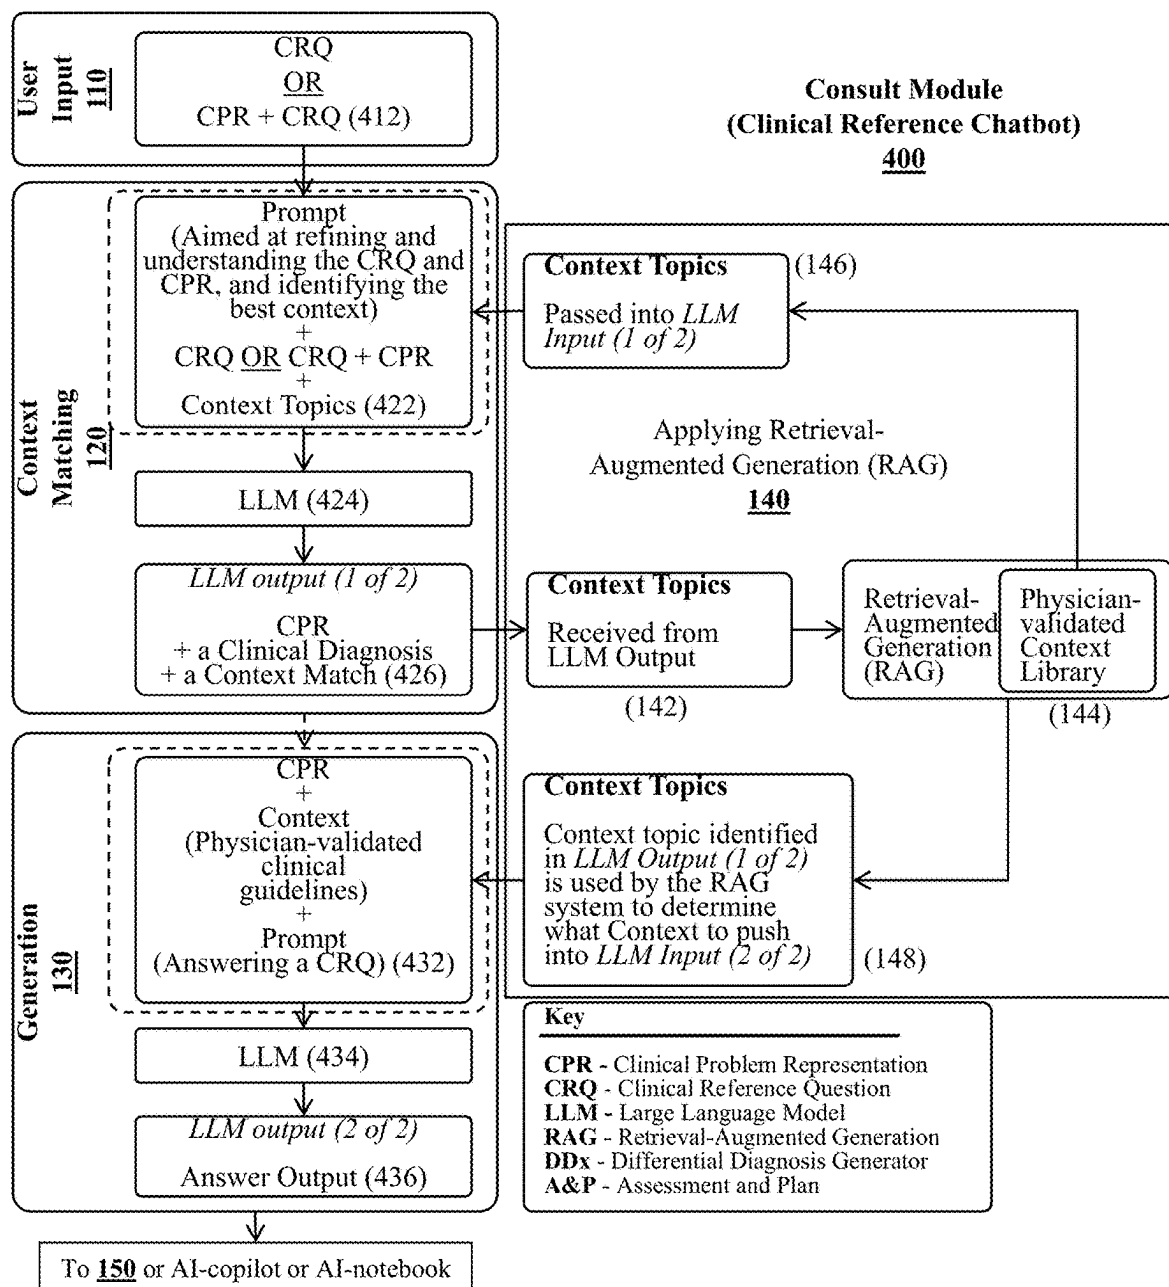 User
Input
110
CRQ
OR
CPR + CRQ (412)
Consult Module
(Clinical Reference Chatbot)
400
Context
Matching
120
Prompt
(Aimed at refining and
understanding the CRQ and
CPR, and identifying the
best context)
+
CRQ OR CRQ + CPR
+
Context Topics (422)
LLM (424)
LLM output (1 of 2)
CPR
+ a Clinical Diagnosis
+ a Context Match (426)
Context Topics
(146)
Passed into LLM
Input (1 of 2)
Applying Retrieval-
Augmented Generation (RAG)
140
Context Topics
Received from
LLM Output
(142)
Retrieval-
Augmented
Generation
(RAG)
Physician-
validated
Context
Library
(144)
Generation
130
CPR
+
Context
(Physician-validated
clinical
guidelines)
+
Prompt
(Answering a CRQ) (432)
LLM (434)
LLM output (2 of 2)
Answer Output (436)
Context Topics
Context topic identified
in LLM Output (1 of 2)
is used by the RAG
system to determine
what Context to push
into LLM Input (2 of 2)
(148)
Key
CPR - Clinical Problem Representation
CRQ - Clinical Reference Question
LLM - Large Language Model
RAG - Retrieval-Augmented Generation
DDx - Differential Diagnosis Generator
A&P - Assessment and Plan
To 150 or AI-copilot or AI-notebook